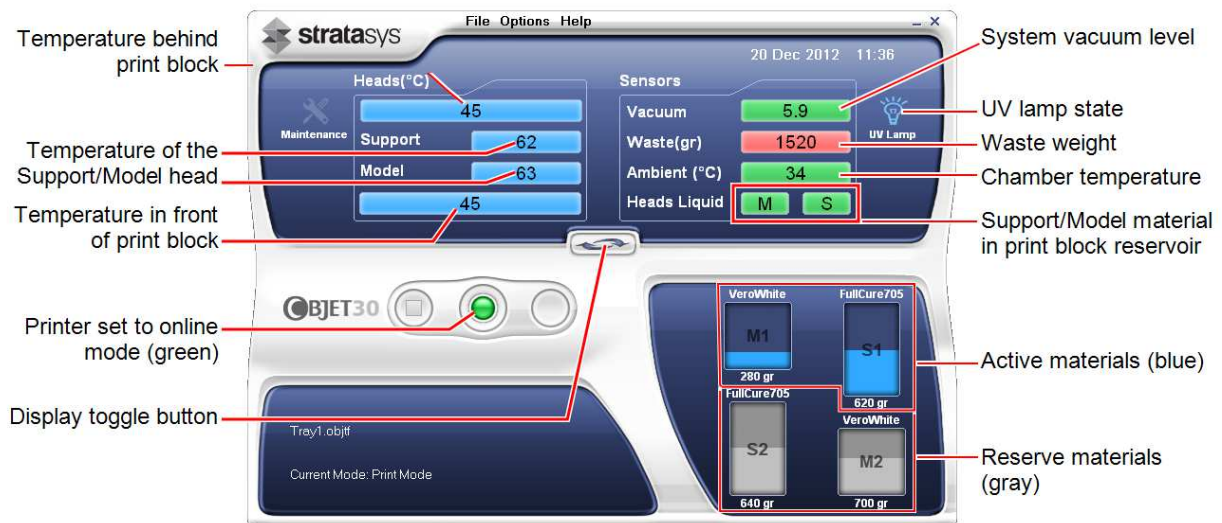 File Options Help
stratasys
20 Dec 2012 11:36
Temperature behind
print block
Heads(°C)
45
Support
62
Model
63
45
Maintenance
Sensors
Vacuum
5.9
Waste(gr)
1520
Ambient (°C)
34
Heads Liquid
M
S
UV Lamp
System vacuum level
UV lamp state
Waste weight
Chamber temperature
Support/Model material
in print block reservoir
Temperature of the
Support/Model head
Temperature in front
of print block
OBJET30
Printer set to online
mode (green)
Display toggle button
Tray1.objtf
Current Mode: Print Mode
VeroWhite
M1
280 gr
FullCure705
S1
620 gr
FullCure705
S2
640 gr
VeroWhite
M2
700 gr
Active materials (blue)
Reserve materials
(gray)